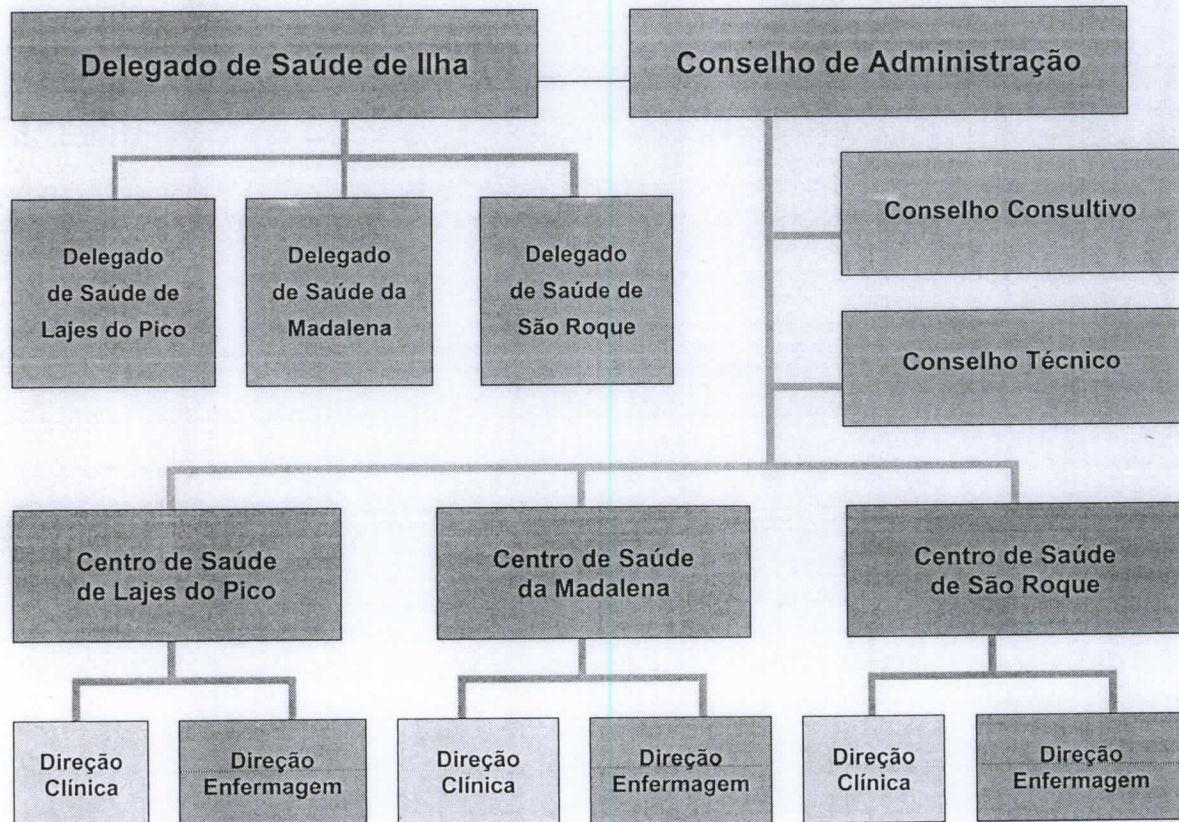 Delegado de Saúde de Ilha
Conselho de Administração
Conselho Consultivo
Delegado
de Saúde de
Lajes do Pico
Delegado
de Saúde da
Madalena
Delegado
de Saúde de
São Roque
Conselho Técnico
Centro de Saúde
de Lajes do Pico
Centro de Saúde
da Madalena
Centro de Saúde
de São Roque
Direção
Clínica
Direção
Enfermagem
Direção
Clínica
Direção
Enfermagem
Direção
Clínica
Direção
Enfermagem